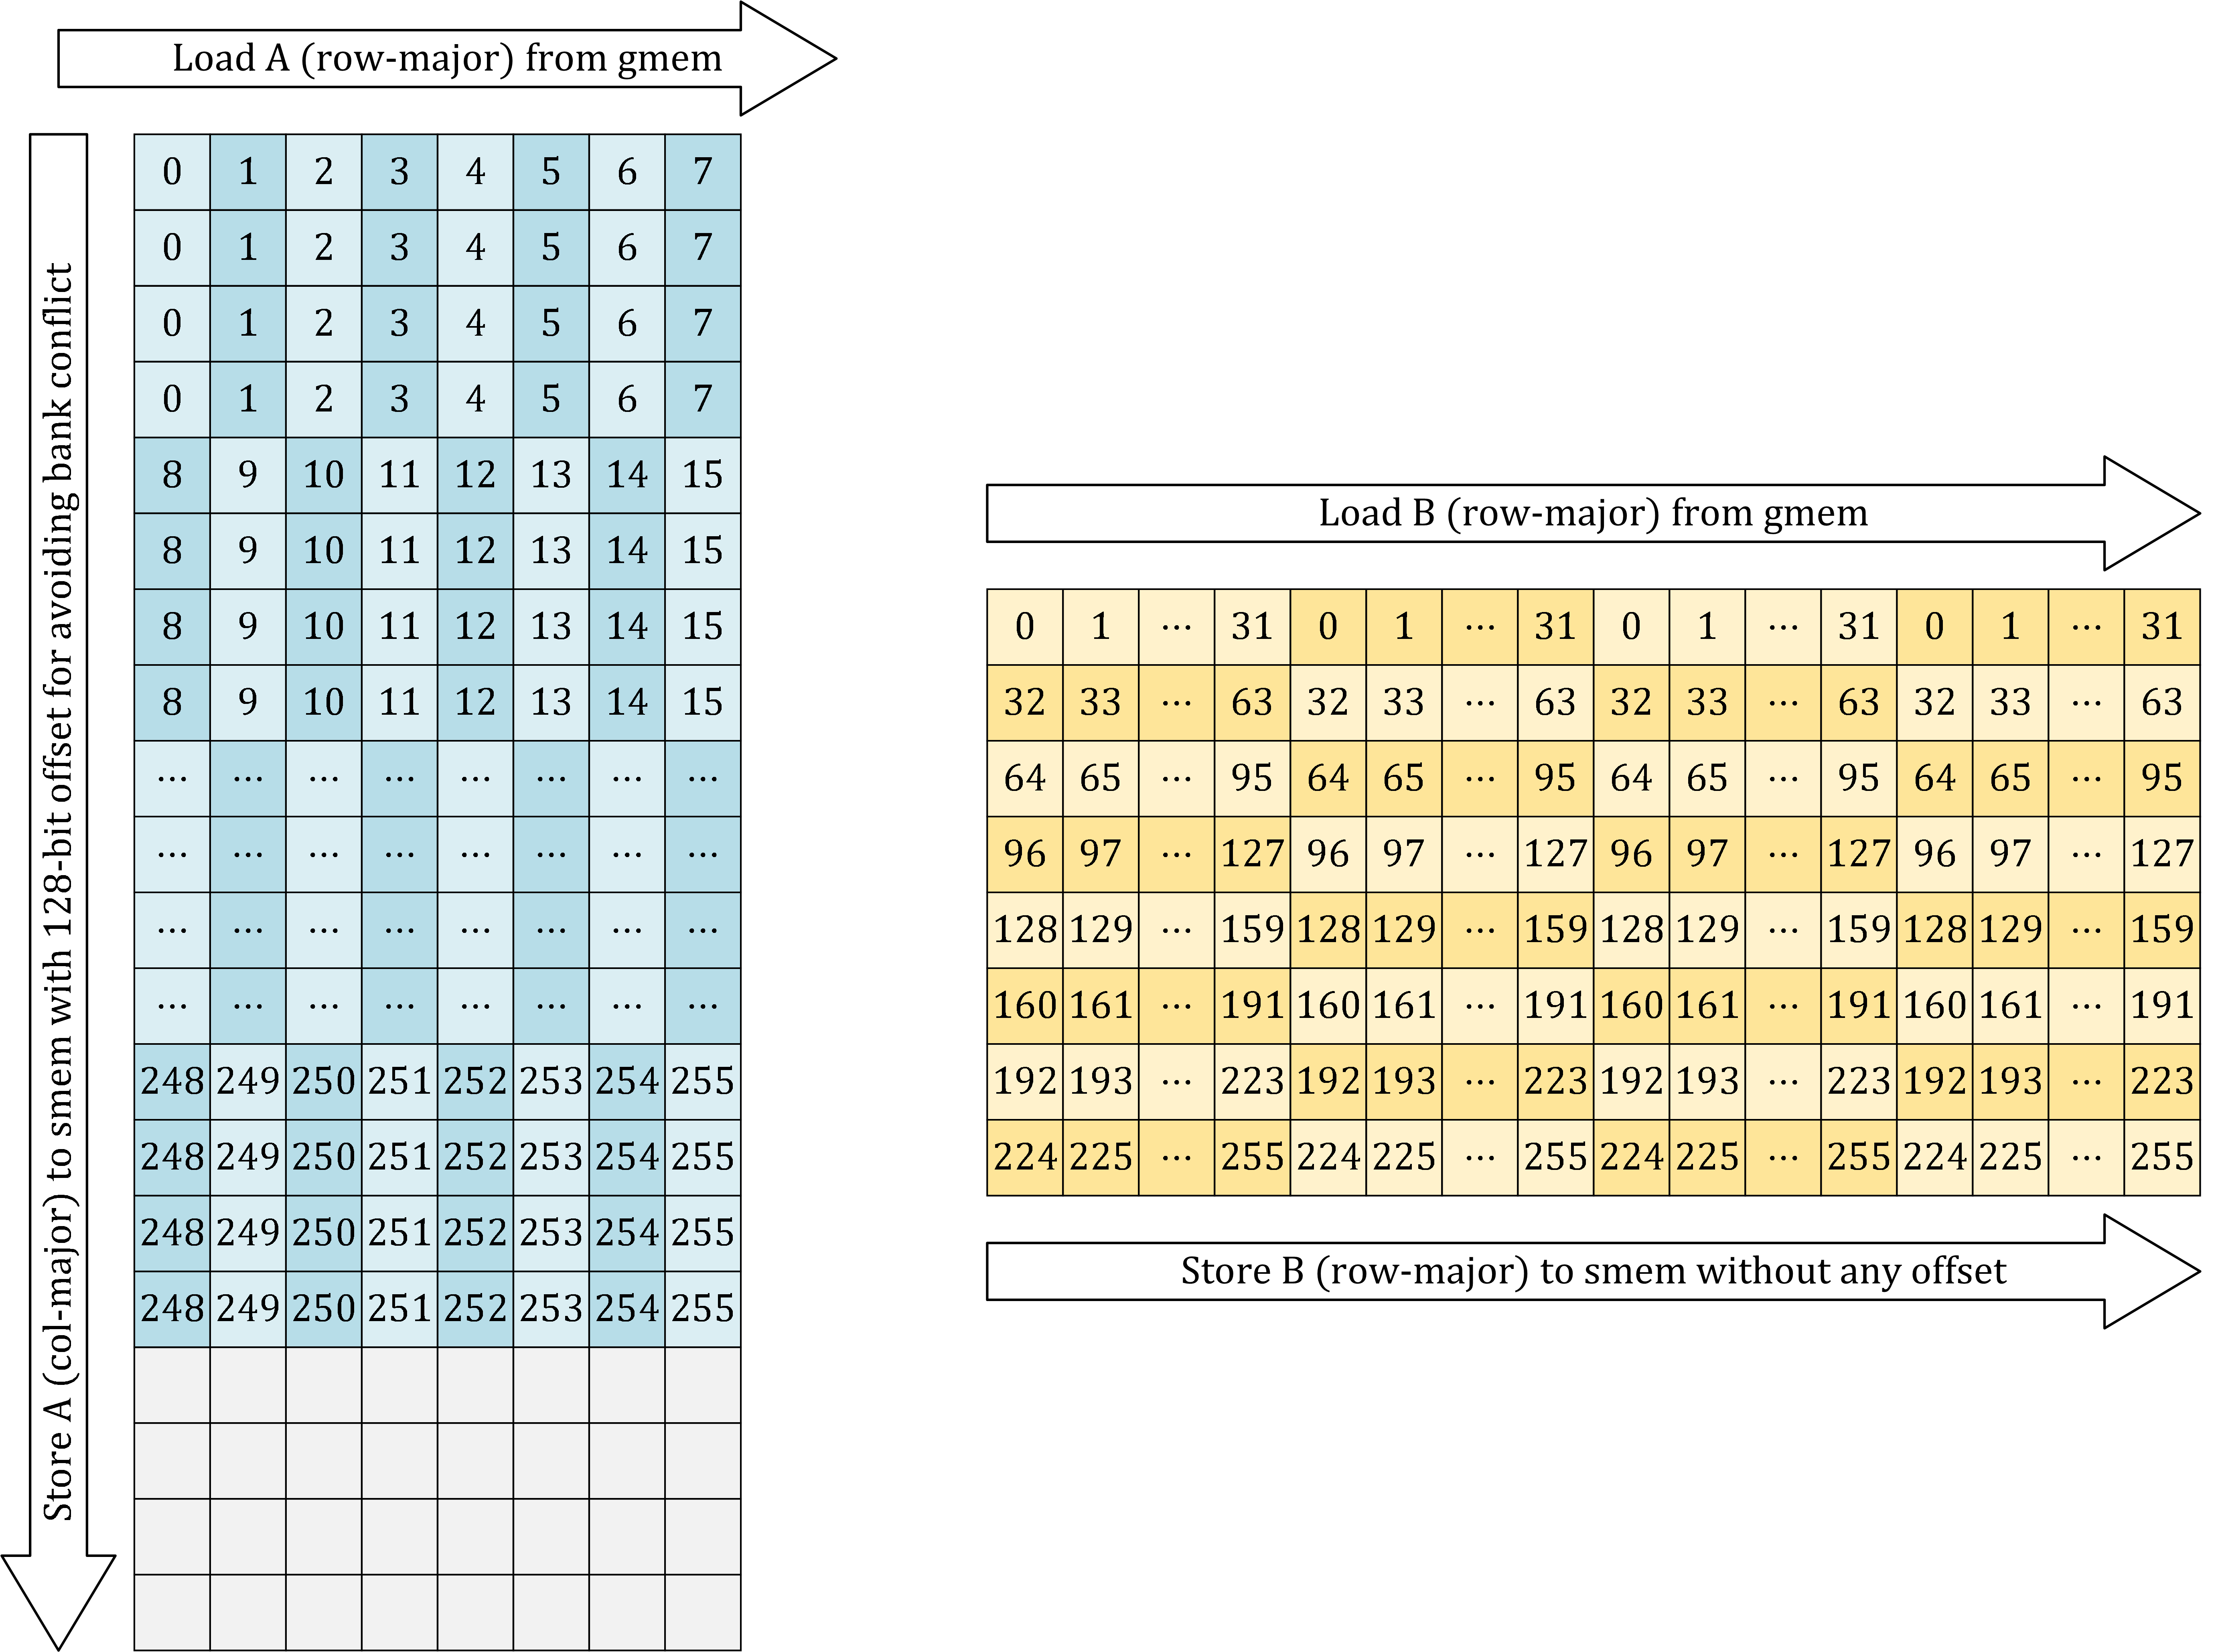 Load A (row-major) from gmem
Store A (col-major) to smem with 128-bit offset for avoiding bank conflict
0 1 2 3 4 5 6 7
0 1 2 3 4 5 6 7
0 1 2 3 4 5 6 7
0 1 2 3 4 5 6 7
8 9 10 11 12 13 14 15
8 9 10 11 12 13 14 15
8 9 10 11 12 13 14 15
8 9 10 11 12 13 14 15
... ... ... ... ... ... ... ...
... ... ... ... ... ... ... ...
... ... ... ... ... ... ... ...
... ... ... ... ... ... ... ...
248 249 250 251 252 253 254 255
248 249 250 251 252 253 254 255
248 249 250 251 252 253 254 255
248 249 250 251 252 253 254 255
Load B (row-major) from gmem
0 1 ... 31 0 1 ... 31 0 1 ... 31 0 1 ... 31
32 33 ... 63 32 33 ... 63 32 33 ... 63 32 33 ... 63
64 65 ... 95 64 65 ... 95 64 65 ... 95 64 65 ... 95
96 97 ... 127 96 97 ... 127 96 97 ... 127 96 97 ... 127
128 129 ... 159 128 129 ... 159 128 129 ... 159 128 129 ... 159
160 161 ... 191 160 161 ... 191 160 161 ... 191 160 161 ... 191
192 193 ... 223 192 193 ... 223 192 193 ... 223 192 193 ... 223
224 225 ... 255 224 225 ... 255 224 225 ... 255 224 225 ... 255
Store B (row-major) to smem without any offset